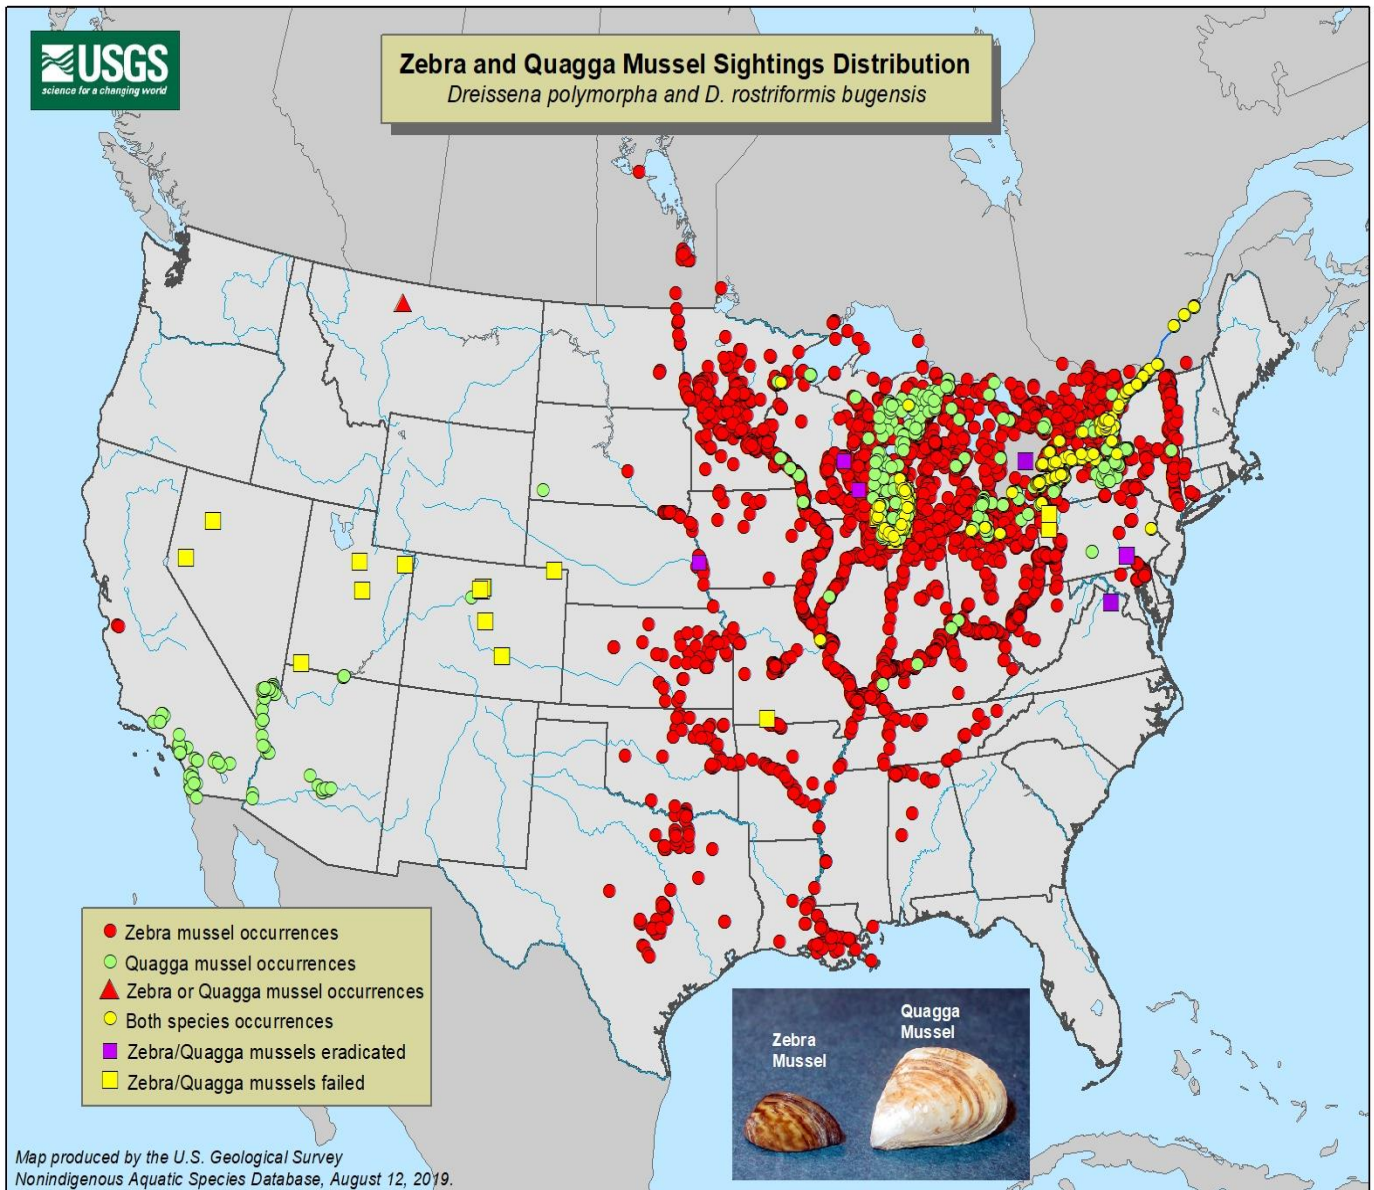 USGS
science for a changing world
Zebra and Quagga Mussel Sightings Distribution
Dreissena polymorpha and D. rostriformis bugensis
Zebra mussel occurrences
Quagga mussel occurrences
Zebra or Quagga mussel occurrences
Both species occurrences
Zebra/Quagga mussels eradicated
Zebra/Quagga mussels failed
Zebra
Mussel
Quagga
Mussel
Map produced by the U.S. Geological Survey
Nonindigenous Aquatic Species Database, August 12, 2019.